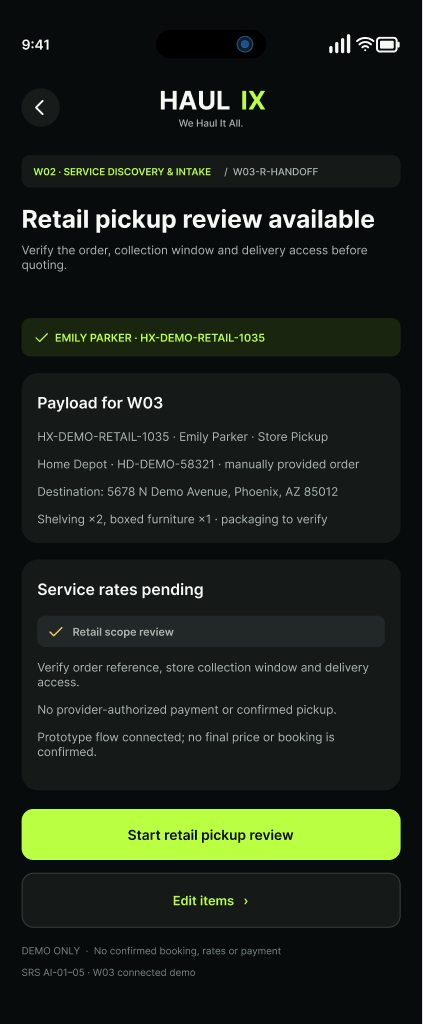 9:41
HAUL IX
We Haul It All.
W02 · SERVICE DISCOVERY & INTAKE / W03-R-HANDOFF
Retail pickup review available
Verify the order, collection window and delivery access before
quoting.
EMILY PARKER · HX-DEMO-RETAIL-1035
Payload for W03
HX-DEMO-RETAIL-1035 · Emily Parker · Store Pickup
Home Depot · HD-DEMO-58321 · manually provided order
Destination: 5678 N Demo Avenue, Phoenix, AZ 85012
Shelving ×2, boxed furniture ×1 · packaging to verify
Service rates pending
Retail scope review
Verify order reference, store collection window and delivery
access.
No provider-authorized payment or confirmed pickup.
Prototype flow connected; no final price or booking is
confirmed.
Start retail pickup review
Edit items ›
DEMO ONLY · No confirmed booking, rates or payment
SRS AI-01–05 · W03 connected demo